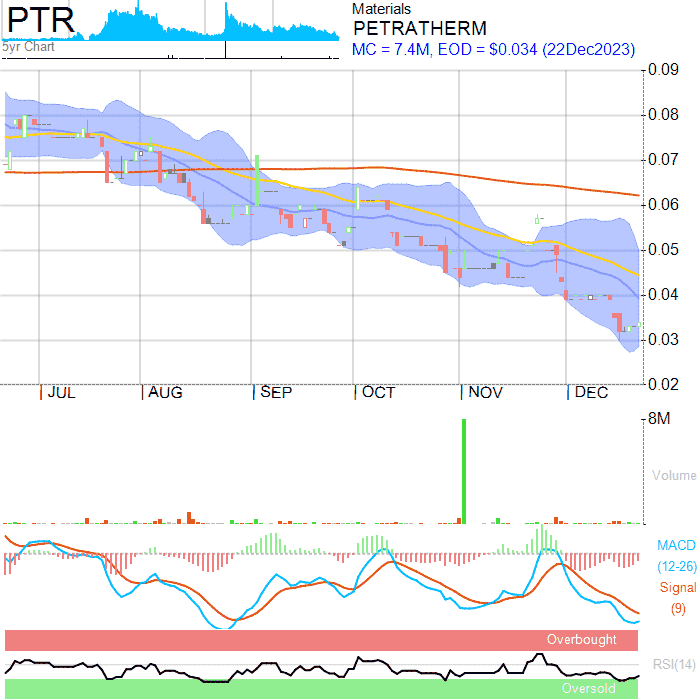 PTR
5yr Chart
Materials
PETRATHERM
MC = 7.4M, EOD = $0.034 (22Dec2023)
0.09
0.08
0.07
0.06
0.05
0.04
0.03
0.02
JUL AUG SEP OCT NOV DEC
8M
Volume
MACD
(12-26)
Signal
(9)
Overbought
RSI(14)
Oversold